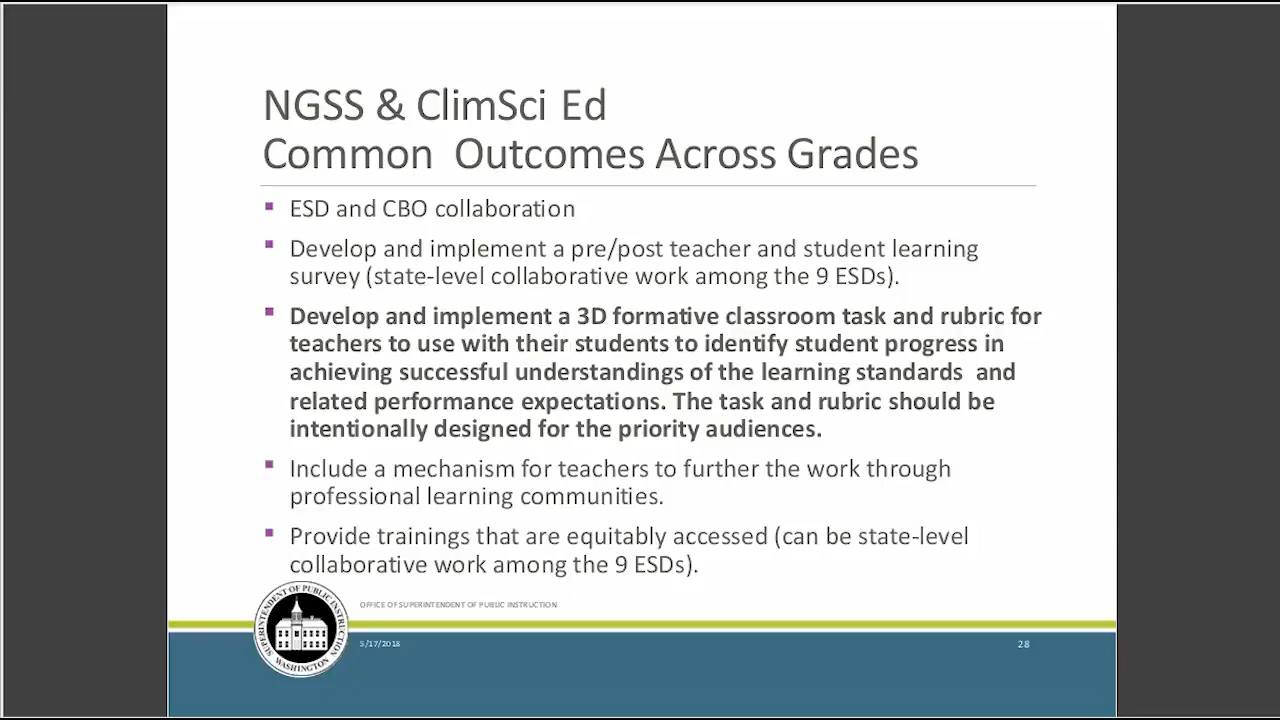 NGSS & ClimSci Ed
Common Outcomes Across Grades
ESD and CBO collaboration
Develop and implement a pre/post teacher and student learning
survey (state-level collaborative work among the 9 ESDs).
Develop and implement a 3D formative classroom task and rubric for
teachers to use with their students to identify student progress in
achieving successful understandings of the learning standards and
related performance expectations. The task and rubric should be
intentionally designed for the priority audiences.
Include a mechanism for teachers to further the work through
professional learning communities.
Provide trainings that are equitably accessed (can be state-level
collaborative work among the 9 ESDs).
SUPERINTENDENT OF PUBLIC INSTRUCTION
WASHINGTON
OFFICE OF SUPERINTENDENT OF PUBLIC INSTRUCTION
5/17/2018
28